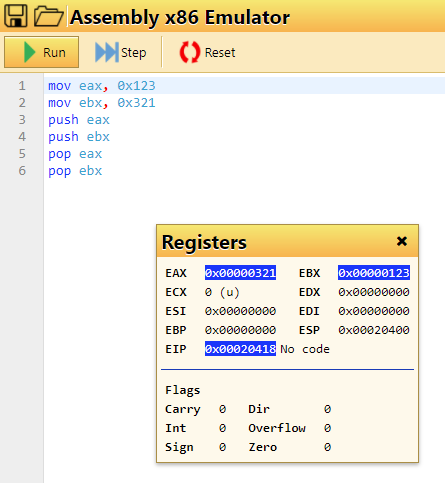 Assembly x86 Emulator
Run Step Reset
1 mov eax, 0x123
2 mov ebx, 0x321
3 push eax
4 push ebx
5 pop eax
6 pop ebx
Registers ×
EAX 0x00000321 EBX 0x00000123
ECX 0 (u) EDX 0x00000000
ESI 0x00000000 EDI 0x00000000
EBP 0x00000000 ESP 0x00020400
EIP 0x00020418 No code
Flags
Carry 0 Dir 0
Int 0 Overflow 0
Sign 0 Zero 0